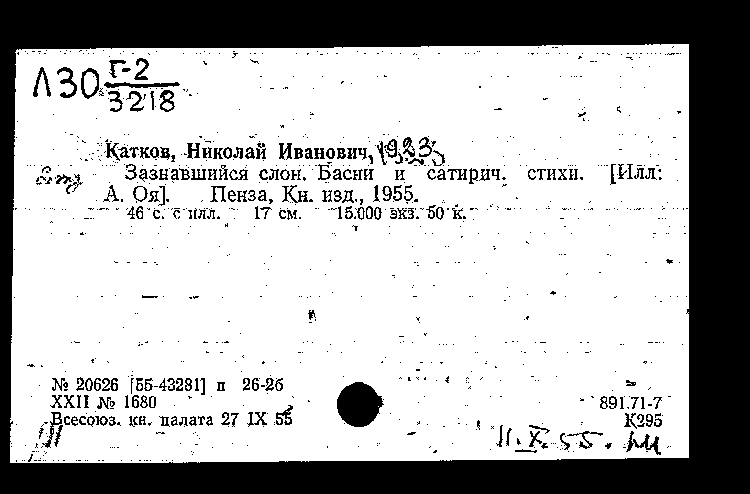 Л30 Г-2
3218
Катков, Николай Иванович, 1923
Зазнавшийся слон. Басни и сатирич. стихи. [Илл:
А. Оя]. Пенза, Кн. изд., 1955.
46 с. с илл. 17 см. 15.000 экз. 50 к.
№ 20626 [55-43281] п 26-26
XXII № 1680
Всесоюз. кн. палата 27 IX 55
891.71-7
К295
11.X.55.